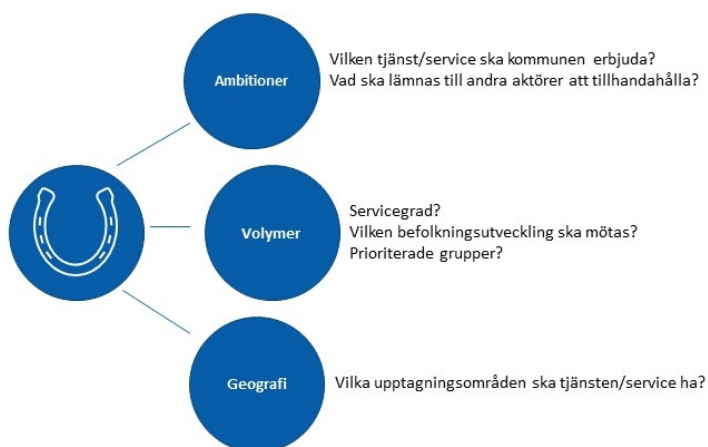 Ambitioner
Vilken tjänst/service ska kommunen erbjuda?
Vad ska lämnas till andra aktörer att tillhandahålla?
Volymer
Servicegrad?
Vilken befolkningsutveckling ska mötas?
Prioriterade grupper?
Geografi
Vilka upptagningsområden ska tjänsten/service ha?